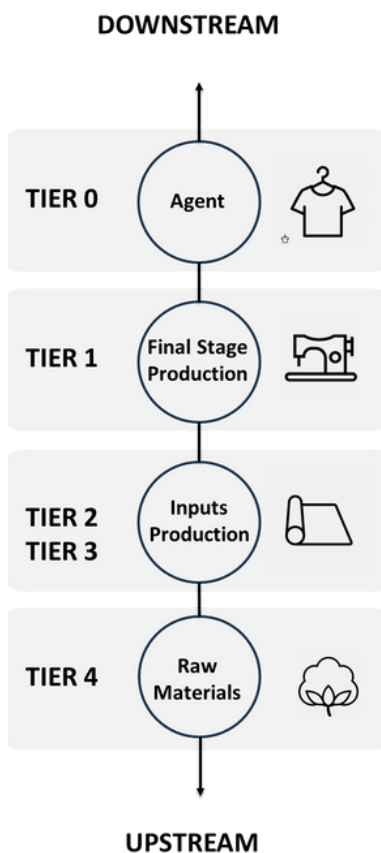 DOWNSTREAM
TIER 0
Agent
TIER 1
Final Stage
Production
TIER 2
TIER 3
Inputs
Production
TIER 4
Raw
Materials
UPSTREAM